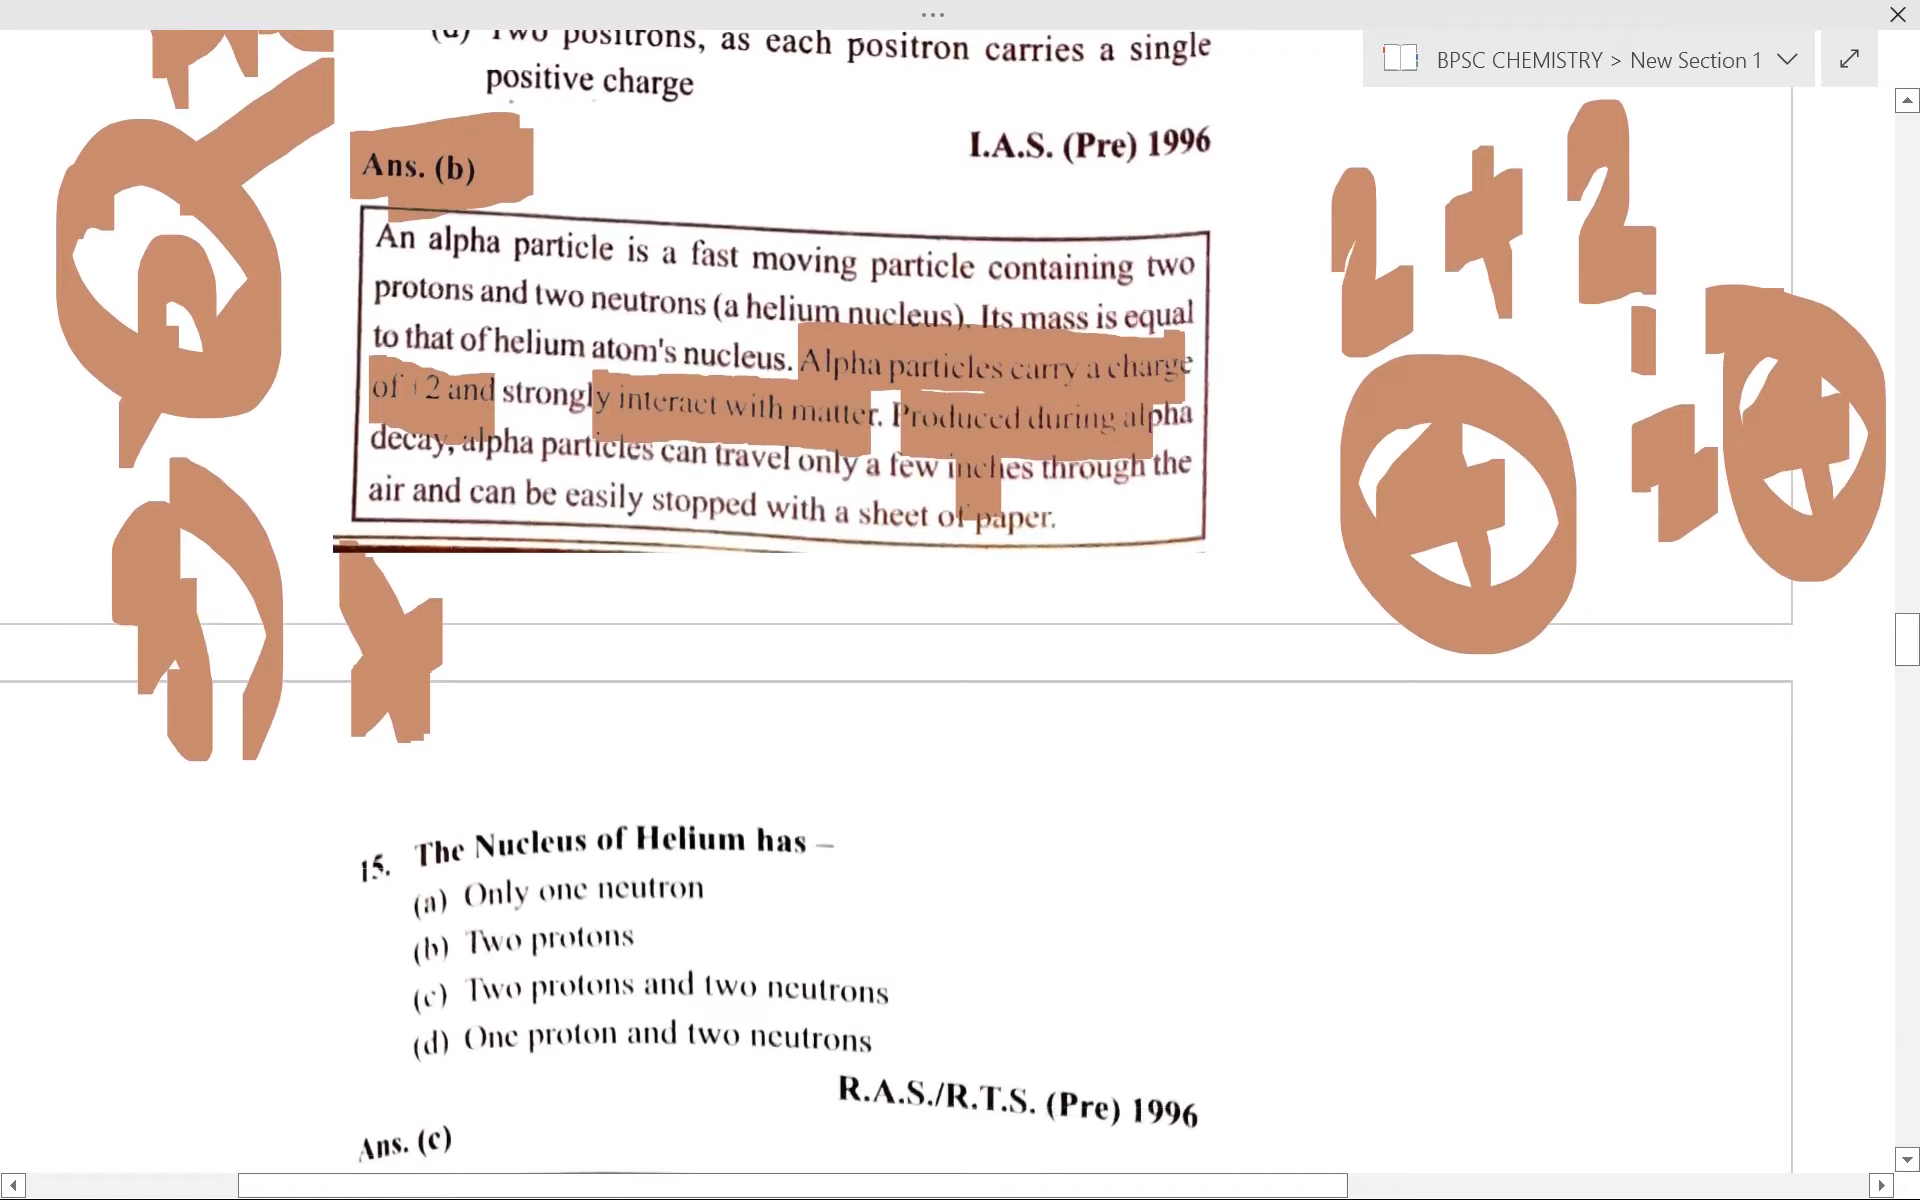 BPSC CHEMISTRY > New Section 1
(d) Two positrons, as each positron carries a single
positive charge
I.A.S. (Pre) 1996
Ans. (b)
2 + 2
An alpha particle is a fast moving particle containing two
protons and two neutrons (a helium nucleus). Its mass is equal
to that of helium atom's nucleus. Alpha particles carry a charge
of +2 and strongly interact with matter. Produced during alpha
decay, alpha particles can travel only a few inches through the
air and can be easily stopped with a sheet of paper.
15. The Nucleus of Helium has –
(a) Only one neutron
(b) Two protons
(c) Two protons and two neutrons
(d) One proton and two neutrons
R.A.S./R.T.S. (Pre) 1996
Ans. (c)